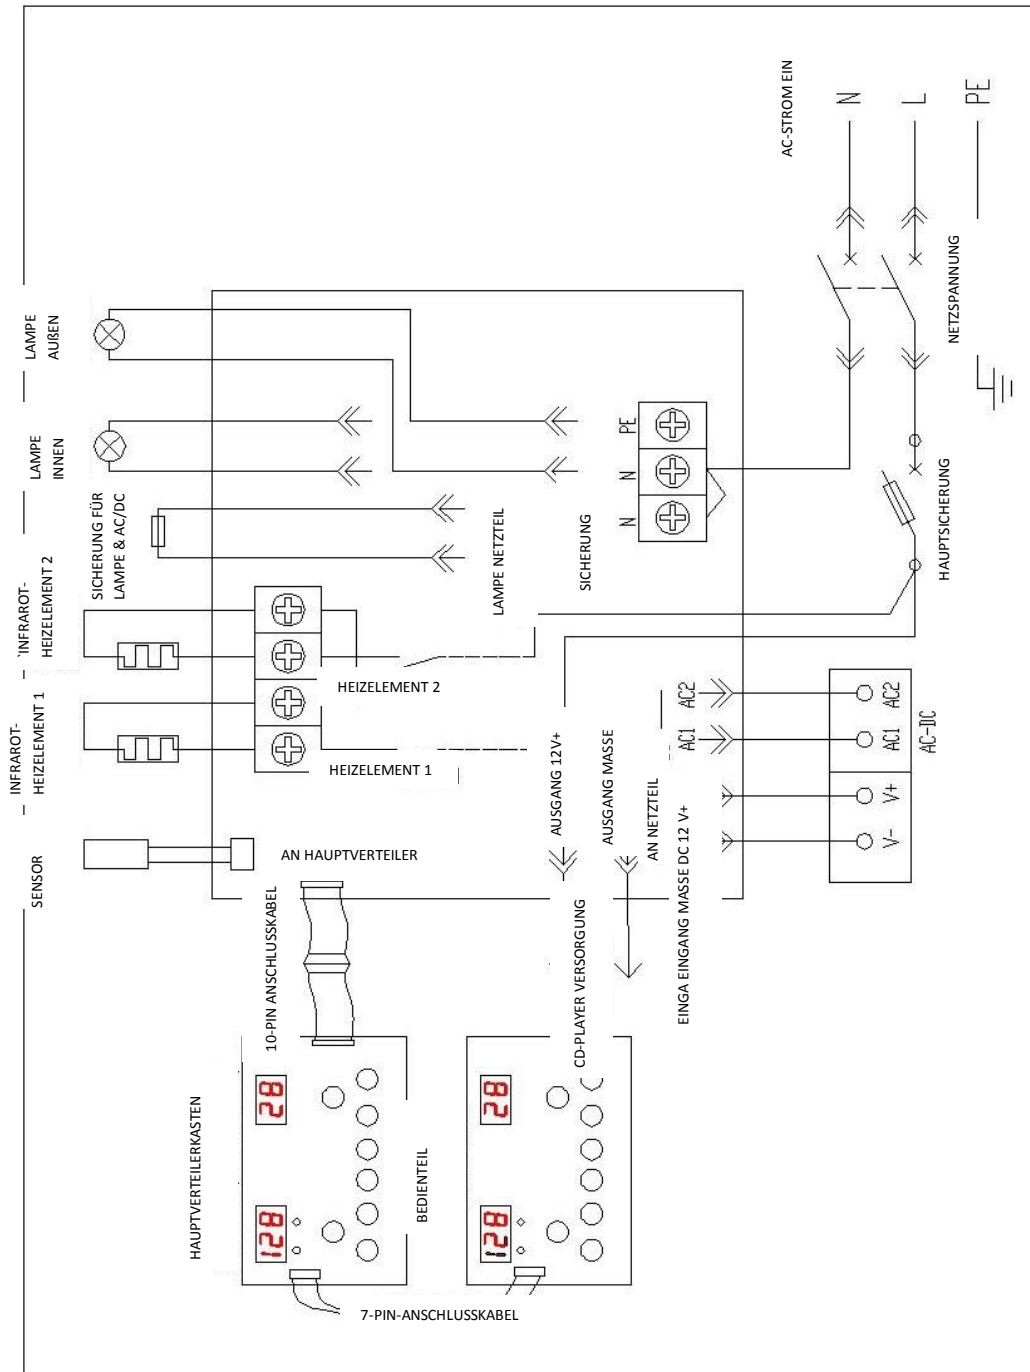 AC-STROM EIN
N
L
PE
NETZSPANNUNG
HAUPTSICHERUNG
LAMPE
AUßEN
LAMPE
INNEN
SICHERUNG FÜR
LAMPE & AC/DC
INFRAROT-
HEIZELEMENT 2
INFRAROT-
HEIZELEMENT 1
SENSOR
PE
N
N
SICHERUNG
LAMPE NETZTEIL
HEIZELEMENT 2
HEIZELEMENT 1
AN HAUPTVERTEILER
AUSGANG 12V+
AUSGANG MASSE
AN NETZTEIL
AC2
AC1
EINGA EINGANG MASSE DC 12 V+
AC2
AC1
V+
V-
AC-DC
10-PIN ANSCHLUSSKABEL
CD-PLAYER VERSORGUNG
HAUPTVERTEILERKASTEN
28
128
BEDIENTEIL
28
128
7-PIN-ANSCHLUSSKABEL